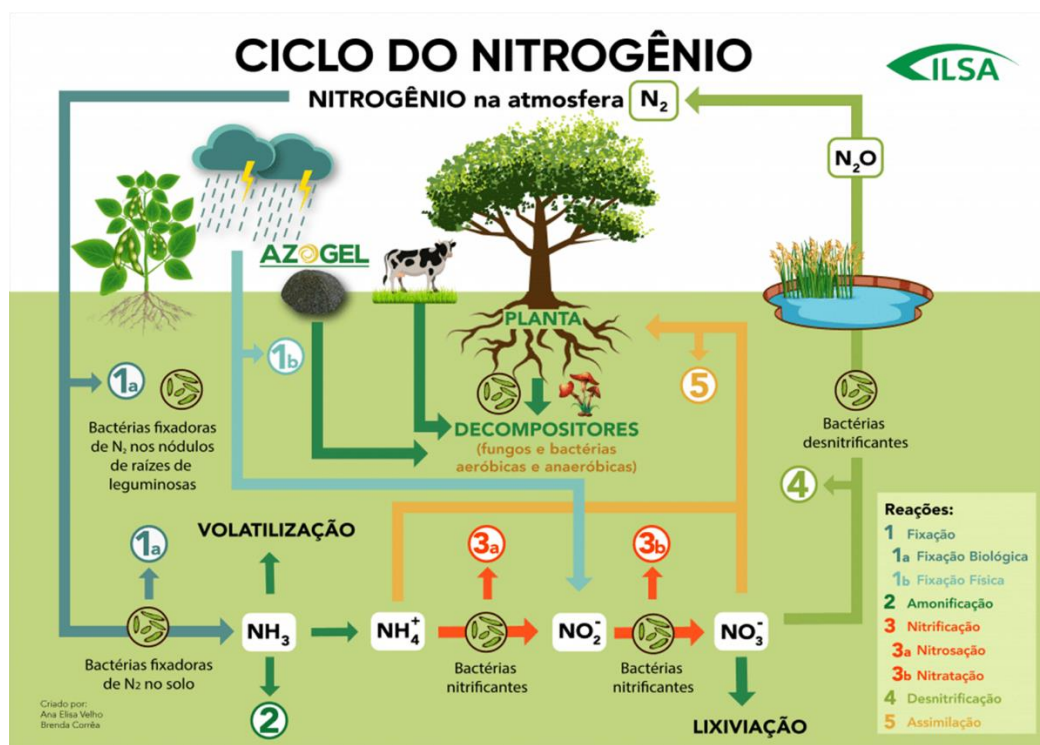 CICLO DO NITROGÊNIO
ILSA
NITROGÊNIO na atmosfera N₂
N₂O
AZOGEL
PLANTA
1a
1b
5
Bactérias fixadoras
de N₂ nos nódulos
de raízes de
leguminosas
DECOMPOSITORES
(fungos e bactérias
aeróbicas e anaeróbicas)
Bactérias
desnitrificantes
4
VOLATILIZAÇÃO
1a
3a
3b
NH₃
NH₄⁺
NO₂⁻
NO₃⁻
Bactérias fixadoras
de N₂ no solo
Bactérias
nitrificantes
Bactérias
nitrificantes
2
LIXIVIAÇÃO
Reações:
1 Fixação
1a Fixação Biológica
1b Fixação Física
2 Amonificação
3 Nitrificação
3a Nitrosação
3b Nitratação
4 Desnitrificação
5 Assimilação
Criado por:
Ana Elisa Velho
Brenda Corrêa